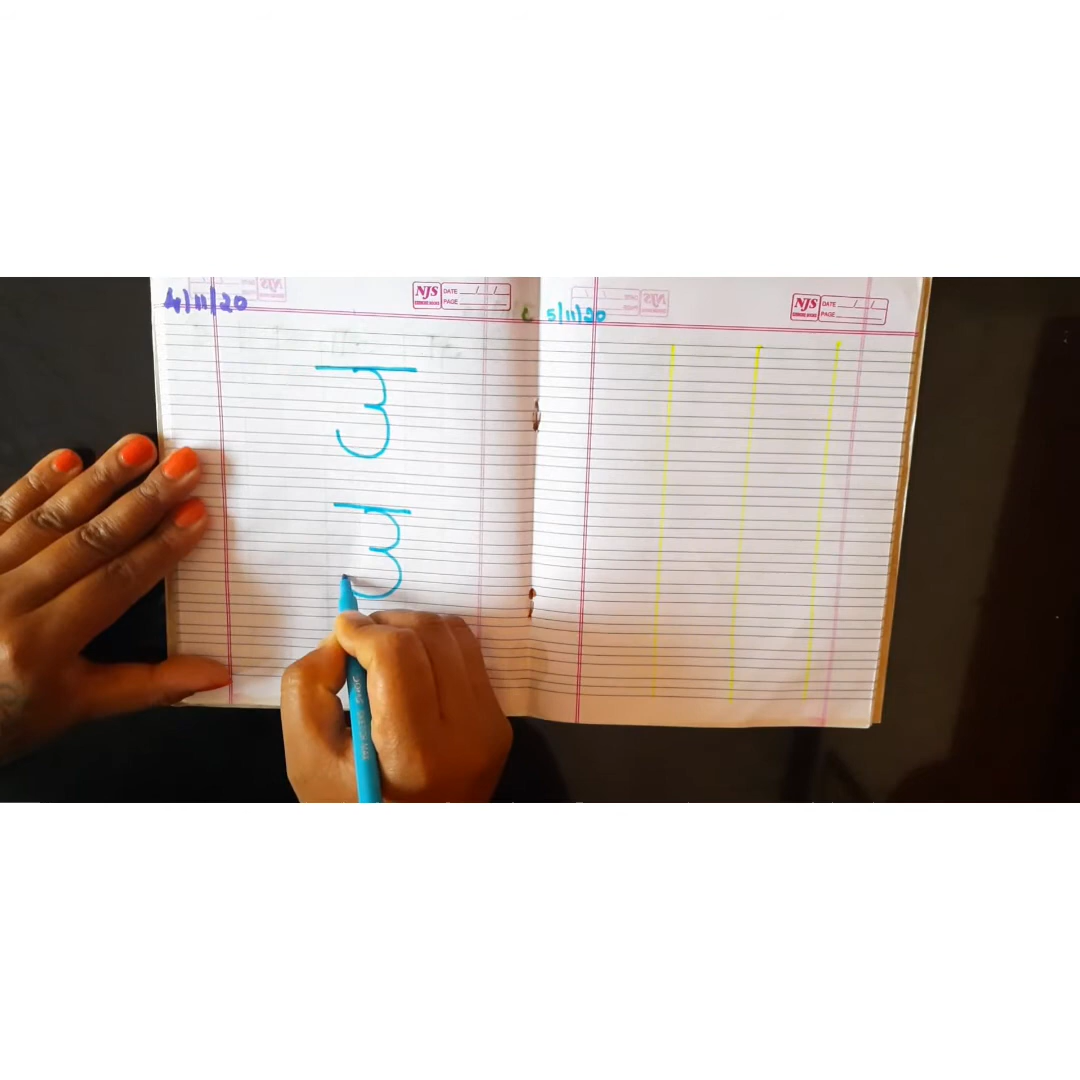 4/11/20
NJS DATE / /
PAGE
उ
उ
c 5/11/20
NJS DATE / /
PAGE